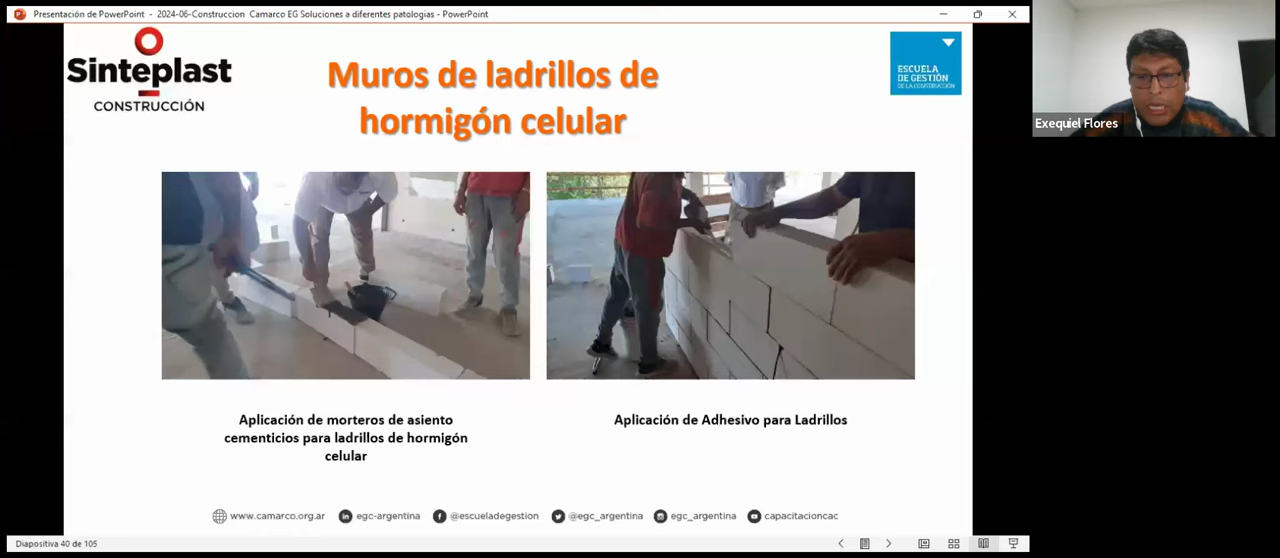 Presentación de PowerPoint - 2024-06-Construccion Camarco EG Soluciones a diferentes patologias - PowerPoint
Sinteplast
CONSTRUCCIÓN
Muros de ladrillos de
hormigón celular
ESCUELA
DE GESTIÓN
DE LA CONSTRUCCIÓN
Exequiel Flores
Aplicación de morteros de asiento
cementicios para ladrillos de hormigón
celular
Aplicación de Adhesivo para Ladrillos
www.camarco.org.ar egc-argentina @escueladegestion @egc_argentina egc_argentina capacitacioncac
Diapositiva 40 de 105